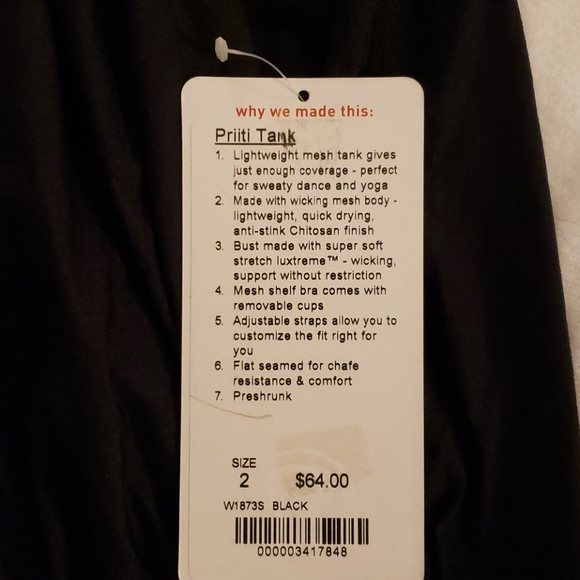 why we made this:
Priiti Tank
1. Lightweight mesh tank gives
just enough coverage - perfect
for sweaty dance and yoga
2. Made with wicking mesh body -
lightweight, quick drying,
anti-stink Chitosan finish
3. Bust made with super soft
stretch luxtreme™ - wicking,
support without restriction
4. Mesh shelf bra comes with
removable cups
5. Adjustable straps allow you to
customize the fit right for
you
6. Flat seamed for chafe
resistance & comfort
7. Preshrunk
SIZE
2 $64.00
W1873S BLACK
000003417848